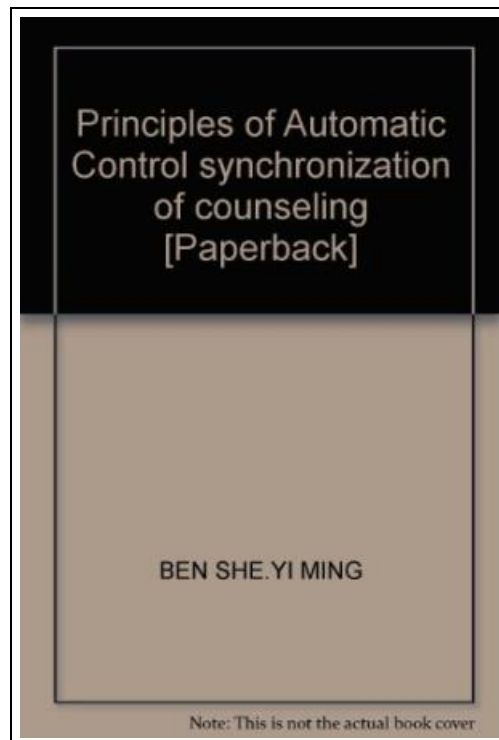 Principles of Automatic
Control synchronization
of counseling
[Paperback]
BEN SHE.YI MING
Note: This is not the actual book cover